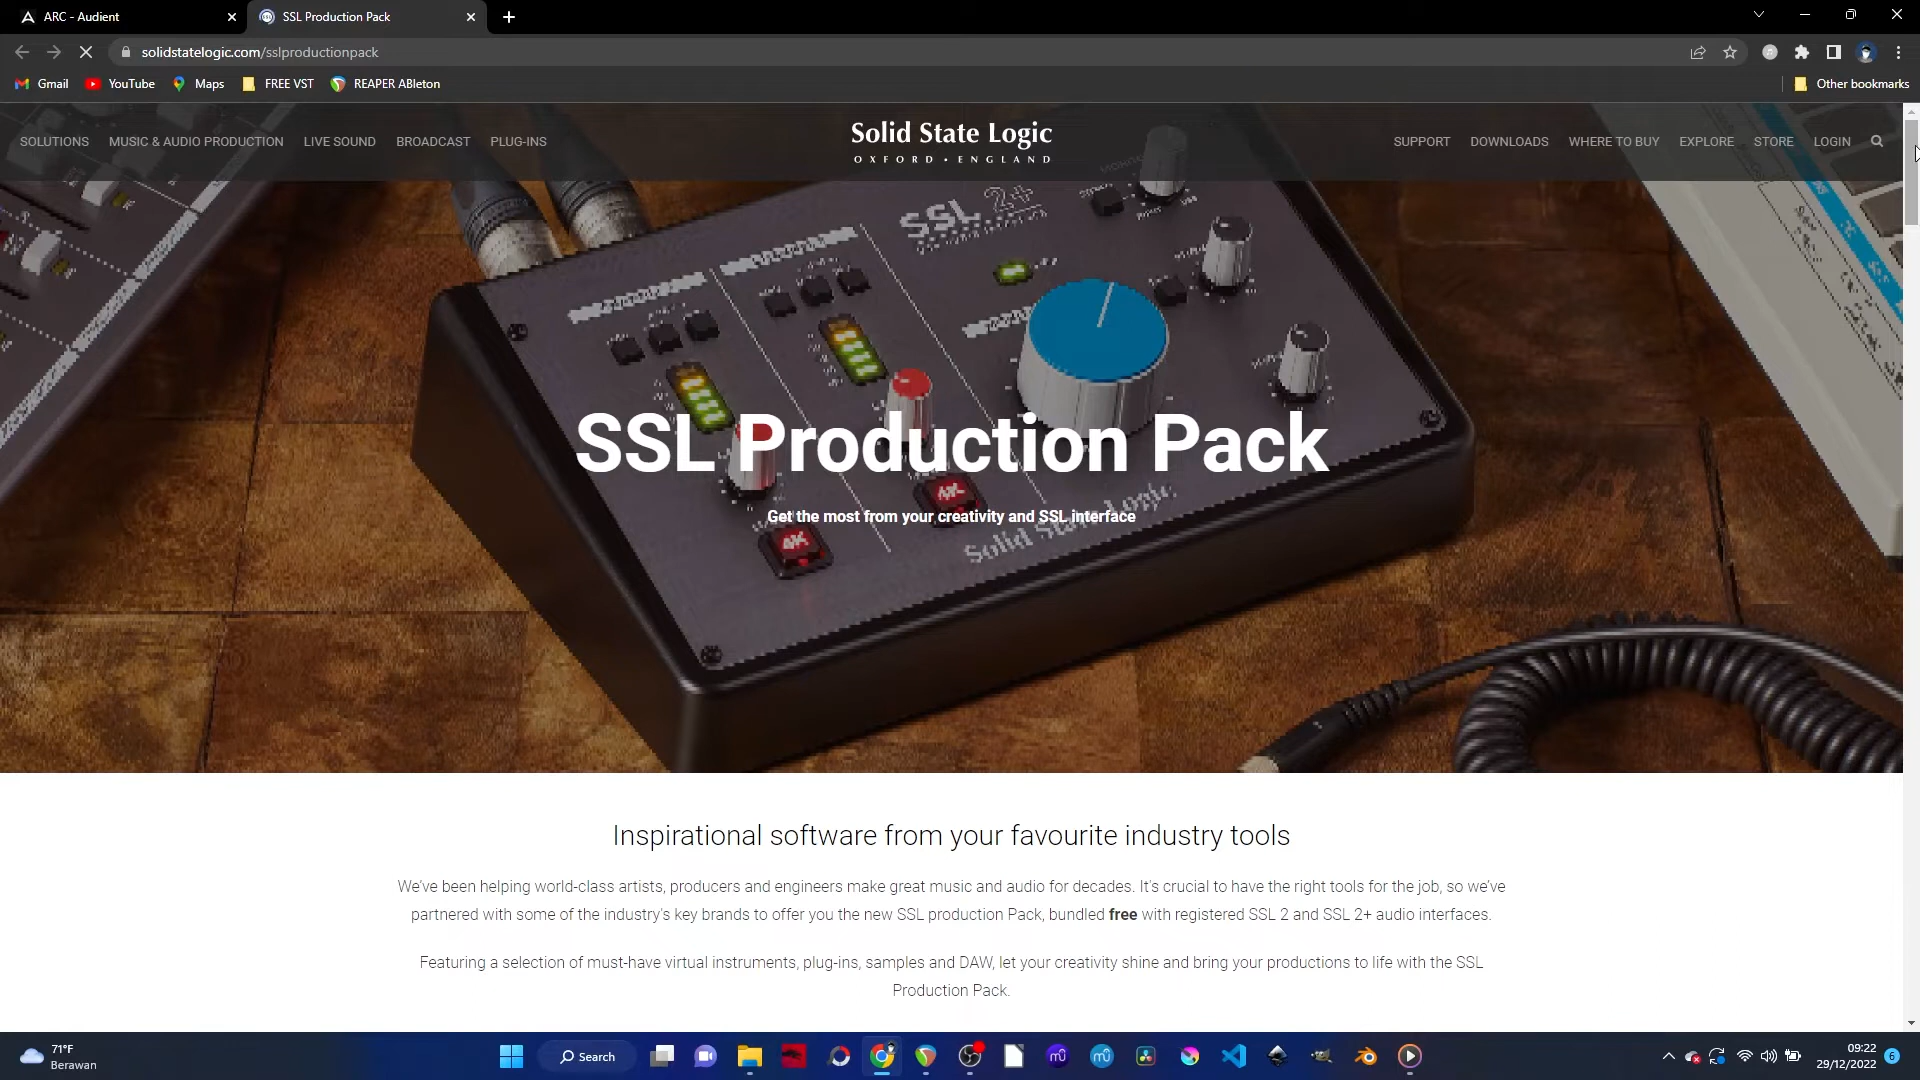 ARC - Audient
SSL Production Pack
solidstatelogic.com/sslproductionpack
Gmail
YouTube
Maps
FREE VST
REAPER ABleton
Other bookmarks
SOLUTIONS
MUSIC & AUDIO PRODUCTION
LIVE SOUND
BROADCAST
PLUG-INS
Solid State Logic
OXFORD • ENGLAND
SUPPORT
DOWNLOADS
WHERE TO BUY
EXPLORE
STORE
LOGIN
SSL 2+
SSL Production Pack
4K
Get the most from your creativity and SSL interface
Solid State Logic
4K
Inspirational software from your favourite industry tools
We've been helping world-class artists, producers and engineers make great music and audio for decades. It's crucial to have the right tools for the job, so we've
partnered with some of the industry's key brands to offer you the new SSL production Pack, bundled free with registered SSL 2 and SSL 2+ audio interfaces.
Featuring a selection of must-have virtual instruments, plug-ins, samples and DAW, let your creativity shine and bring your productions to life with the SSL
Production Pack.
71°F
Berawan
Search
09:22
29/12/2022
6